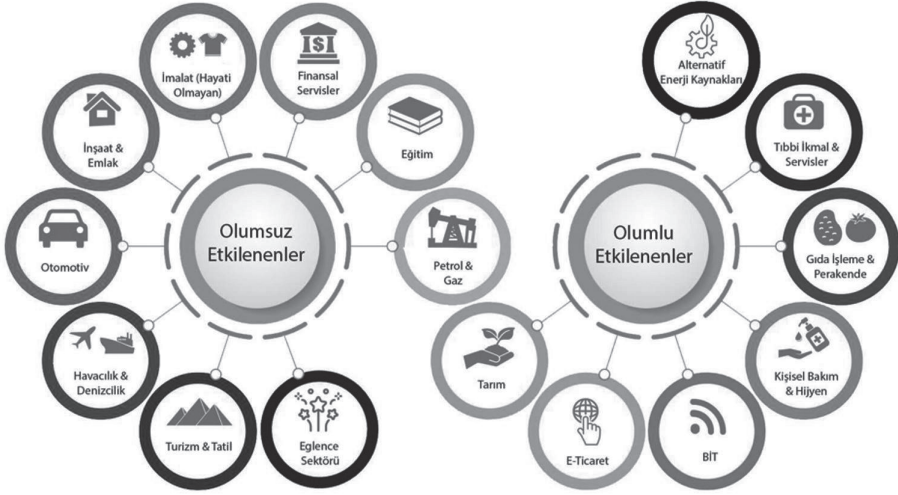 Olumsuz
Etkilenenler
Finansal
Servisler
Eğitim
Petrol &
Gaz
Eglence
Sektörü
Turizm & Tatil
Havacılık &
Denizcilik
Otomotiv
İnşaat &
Emlak
İmalat (Hayati
Olmayan)
Olumlu
Etkilenenler
Alternatif
Enerji Kaynakları
Tıbbi İkmal &
Servisler
Gıda İşleme &
Perakende
Kişisel Bakım
& Hijyen
BİT
E-Ticaret
Tarım